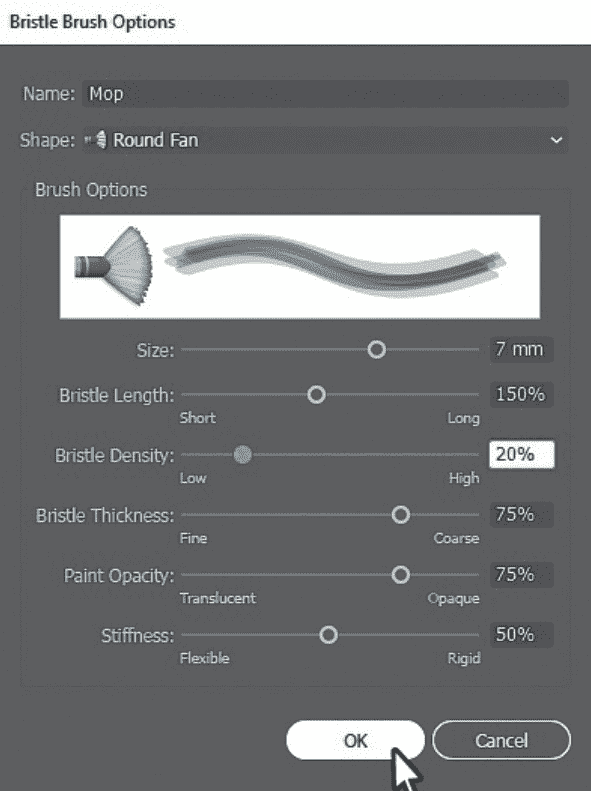 Bristle Brush Options
Name: Mop
Shape: Round Fan
Brush Options
Size: 7 mm
Bristle Length: 150%
Short Long
Bristle Density: 20%
Low High
Bristle Thickness: 75%
Fine Coarse
Paint Opacity: 75%
Translucent Opaque
Stiffness: 50%
Flexible Rigid
OK Cancel